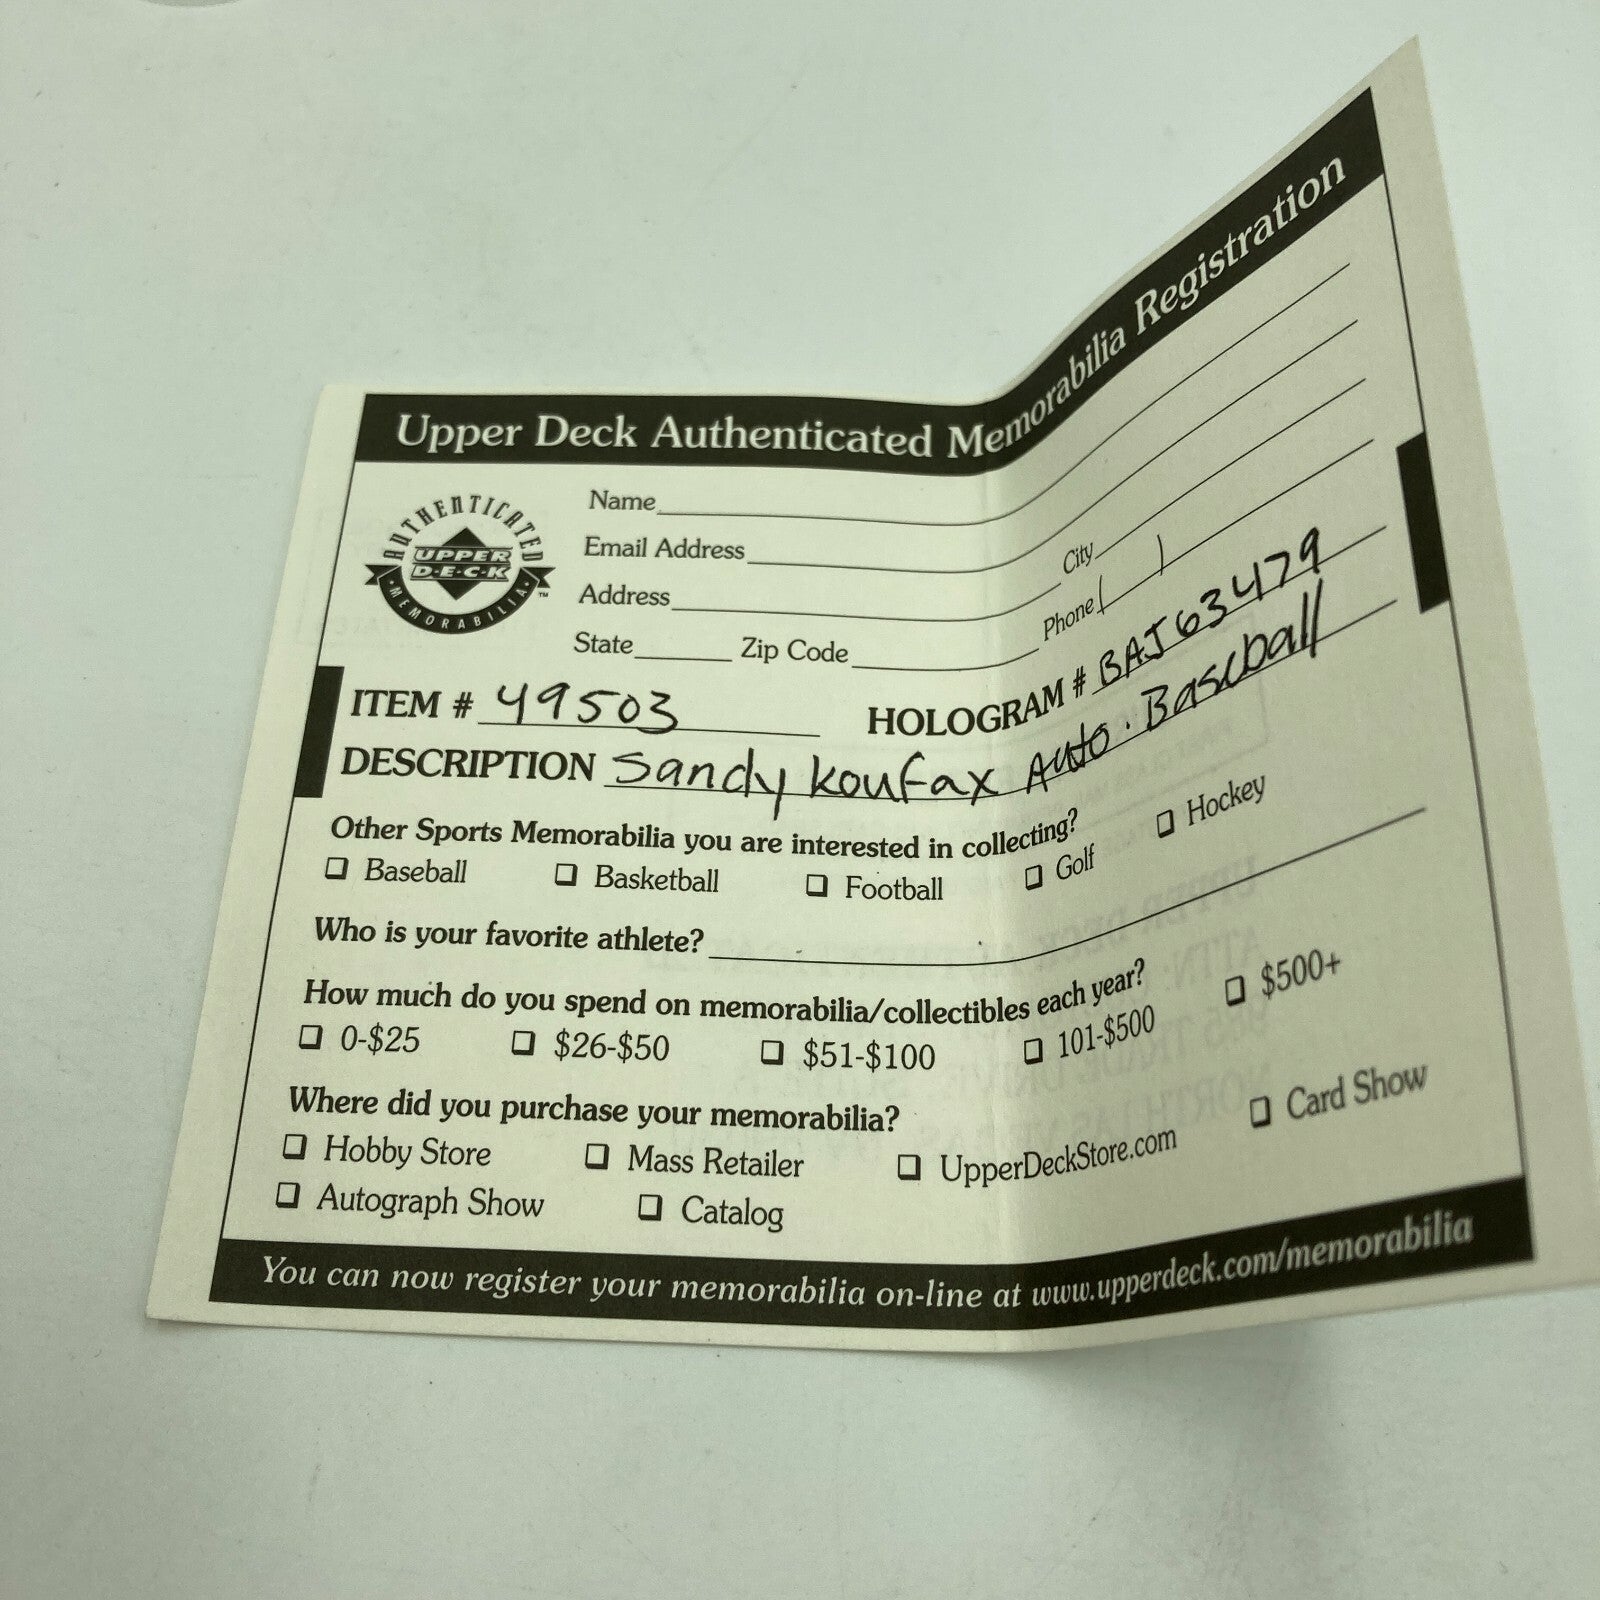 Upper Deck Authenticated Memorabilia Registration
AUTHENTICATED
UPPER
D·E·C·K
MEMORABILIA
TM
Name
Email Address
Address City
State Zip Code Phone ( )
ITEM # 49503 HOLOGRAM # BAJ63479
DESCRIPTION Sandy Koufax Auto. Baseball
Other Sports Memorabilia you are interested in collecting?
❏ Baseball ❏ Basketball ❏ Football ❏ Golf ❏ Hockey
Who is your favorite athlete?
How much do you spend on memorabilia/collectibles each year?
❏ 0-$25 ❏ $26-$50 ❏ $51-$100 ❏ 101-$500 ❏ $500+
Where did you purchase your memorabilia?
❏ Hobby Store ❏ Mass Retailer ❏ UpperDeckStore.com ❏ Card Show
❏ Autograph Show ❏ Catalog
You can now register your memorabilia on-line at www.upperdeck.com/memorabilia